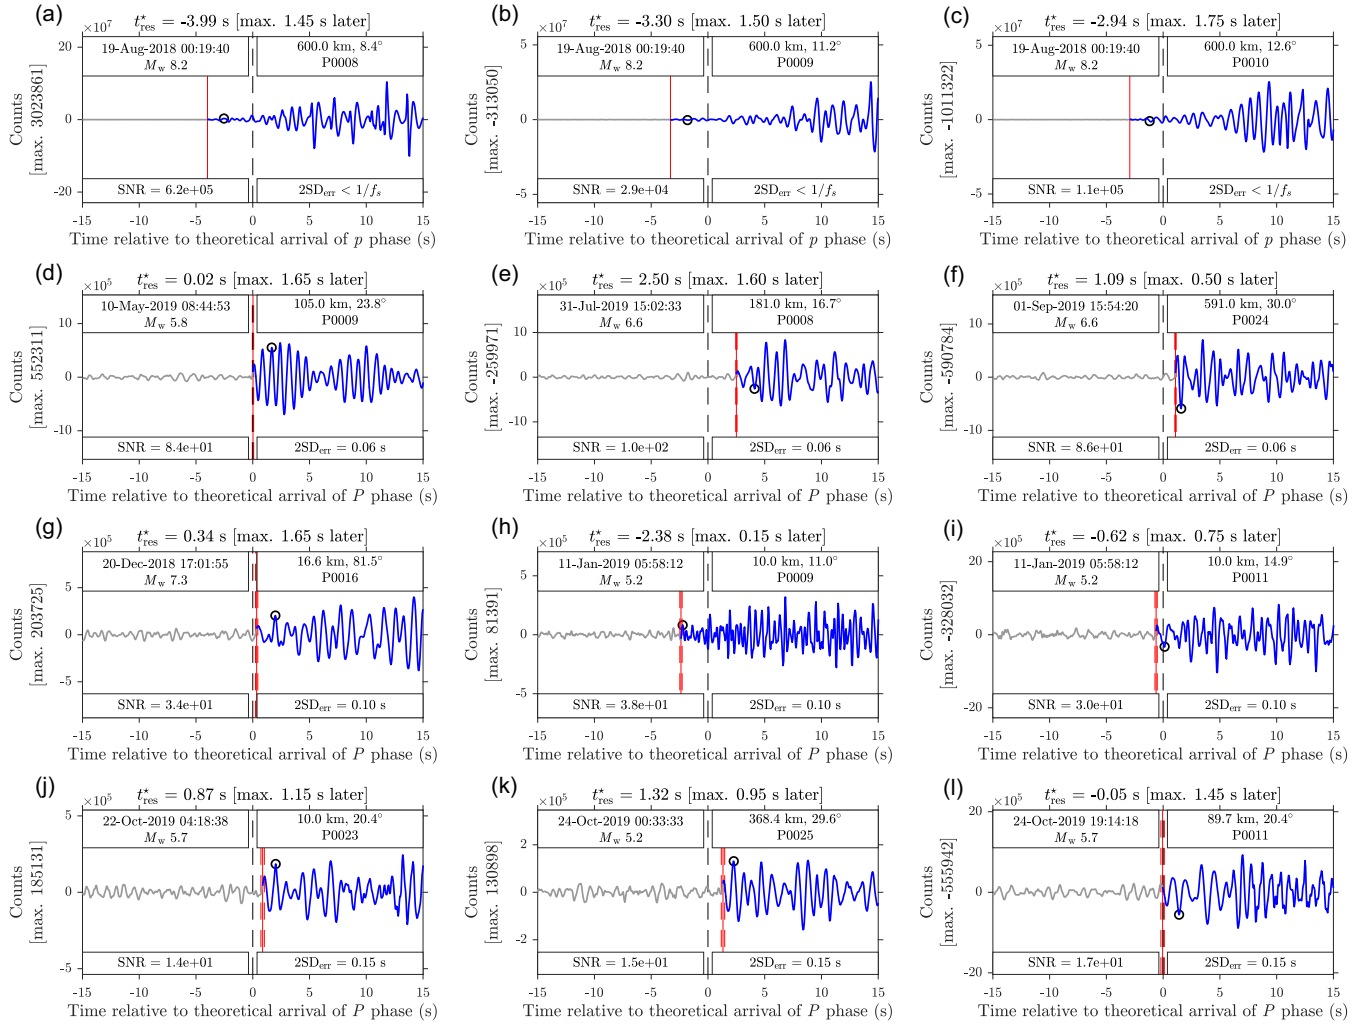 (a)
t*res = -3.99 s [max. 1.45 s later]
×10⁷
19-Aug-2018 00:19:40
Mw 8.2
600.0 km, 8.4°
P0008
Counts
[max. 3023861]
20
0
-20
SNR = 6.2e+05
2SDerr < 1/fs
-15 -10 -5 0 5 10 15
Time relative to theoretical arrival of p phase (s)
(b)
t*res = -3.30 s [max. 1.50 s later]
×10⁷
19-Aug-2018 00:19:40
Mw 8.2
600.0 km, 11.2°
P0009
Counts
[max. -313050]
5
0
-5
SNR = 2.9e+04
2SDerr < 1/fs
-15 -10 -5 0 5 10 15
Time relative to theoretical arrival of p phase (s)
(c)
t*res = -2.94 s [max. 1.75 s later]
×10⁷
19-Aug-2018 00:19:40
Mw 8.2
600.0 km, 12.6°
P0010
Counts
[max. -1011322]
5
0
-5
SNR = 1.1e+05
2SDerr < 1/fs
-15 -10 -5 0 5 10 15
Time relative to theoretical arrival of p phase (s)
(d)
t*res = 0.02 s [max. 1.65 s later]
×10⁵
10-May-2019 08:44:53
Mw 5.8
105.0 km, 23.8°
P0009
Counts
[max. 552311]
10
0
-10
SNR = 8.4e+01
2SDerr = 0.06 s
-15 -10 -5 0 5 10 15
Time relative to theoretical arrival of P phase (s)
(e)
t*res = 2.50 s [max. 1.60 s later]
×10⁵
31-Jul-2019 15:02:33
Mw 6.6
181.0 km, 16.7°
P0008
Counts
[max. -259971]
10
0
-10
SNR = 1.0e+02
2SDerr = 0.06 s
-15 -10 -5 0 5 10 15
Time relative to theoretical arrival of P phase (s)
(f)
t*res = 1.09 s [max. 0.50 s later]
×10⁵
01-Sep-2019 15:54:20
Mw 6.6
591.0 km, 30.0°
P0024
Counts
[max. -590784]
10
0
-10
SNR = 8.6e+01
2SDerr = 0.06 s
-15 -10 -5 0 5 10 15
Time relative to theoretical arrival of P phase (s)
(g)
t*res = 0.34 s [max. 1.65 s later]
×10⁵
20-Dec-2018 17:01:55
Mw 7.3
16.6 km, 81.5°
P0016
Counts
[max. 203725]
5
0
-5
SNR = 3.4e+01
2SDerr = 0.10 s
-15 -10 -5 0 5 10 15
Time relative to theoretical arrival of P phase (s)
(h)
t*res = -2.38 s [max. 0.15 s later]
×10⁵
11-Jan-2019 05:58:12
Mw 5.2
10.0 km, 11.0°
P0009
Counts
[max. 81391]
5
0
-5
SNR = 3.8e+01
2SDerr = 0.10 s
-15 -10 -5 0 5 10 15
Time relative to theoretical arrival of P phase (s)
(i)
t*res = -0.62 s [max. 0.75 s later]
×10⁵
11-Jan-2019 05:58:12
Mw 5.2
10.0 km, 14.9°
P0011
Counts
[max. -328032]
20
0
-20
SNR = 3.0e+01
2SDerr = 0.10 s
-15 -10 -5 0 5 10 15
Time relative to theoretical arrival of P phase (s)
(j)
t*res = 0.87 s [max. 1.15 s later]
×10⁵
22-Oct-2019 04:18:38
Mw 5.7
10.0 km, 20.4°
P0023
Counts
[max. 185131]
5
0
-5
SNR = 1.4e+01
2SDerr = 0.15 s
-15 -10 -5 0 5 10 15
Time relative to theoretical arrival of P phase (s)
(k)
t*res = 1.32 s [max. 0.95 s later]
×10⁵
24-Oct-2019 00:33:33
Mw 5.2
368.4 km, 29.6°
P0025
Counts
[max. 130898]
2
0
-2
SNR = 1.5e+01
2SDerr = 0.15 s
-15 -10 -5 0 5 10 15
Time relative to theoretical arrival of P phase (s)
(l)
t*res = -0.05 s [max. 1.45 s later]
×10⁵
24-Oct-2019 19:14:18
Mw 5.7
89.7 km, 20.4°
P0011
Counts
[max. -555942]
20
0
-20
SNR = 1.7e+01
2SDerr = 0.15 s
-15 -10 -5 0 5 10 15
Time relative to theoretical arrival of P phase (s)